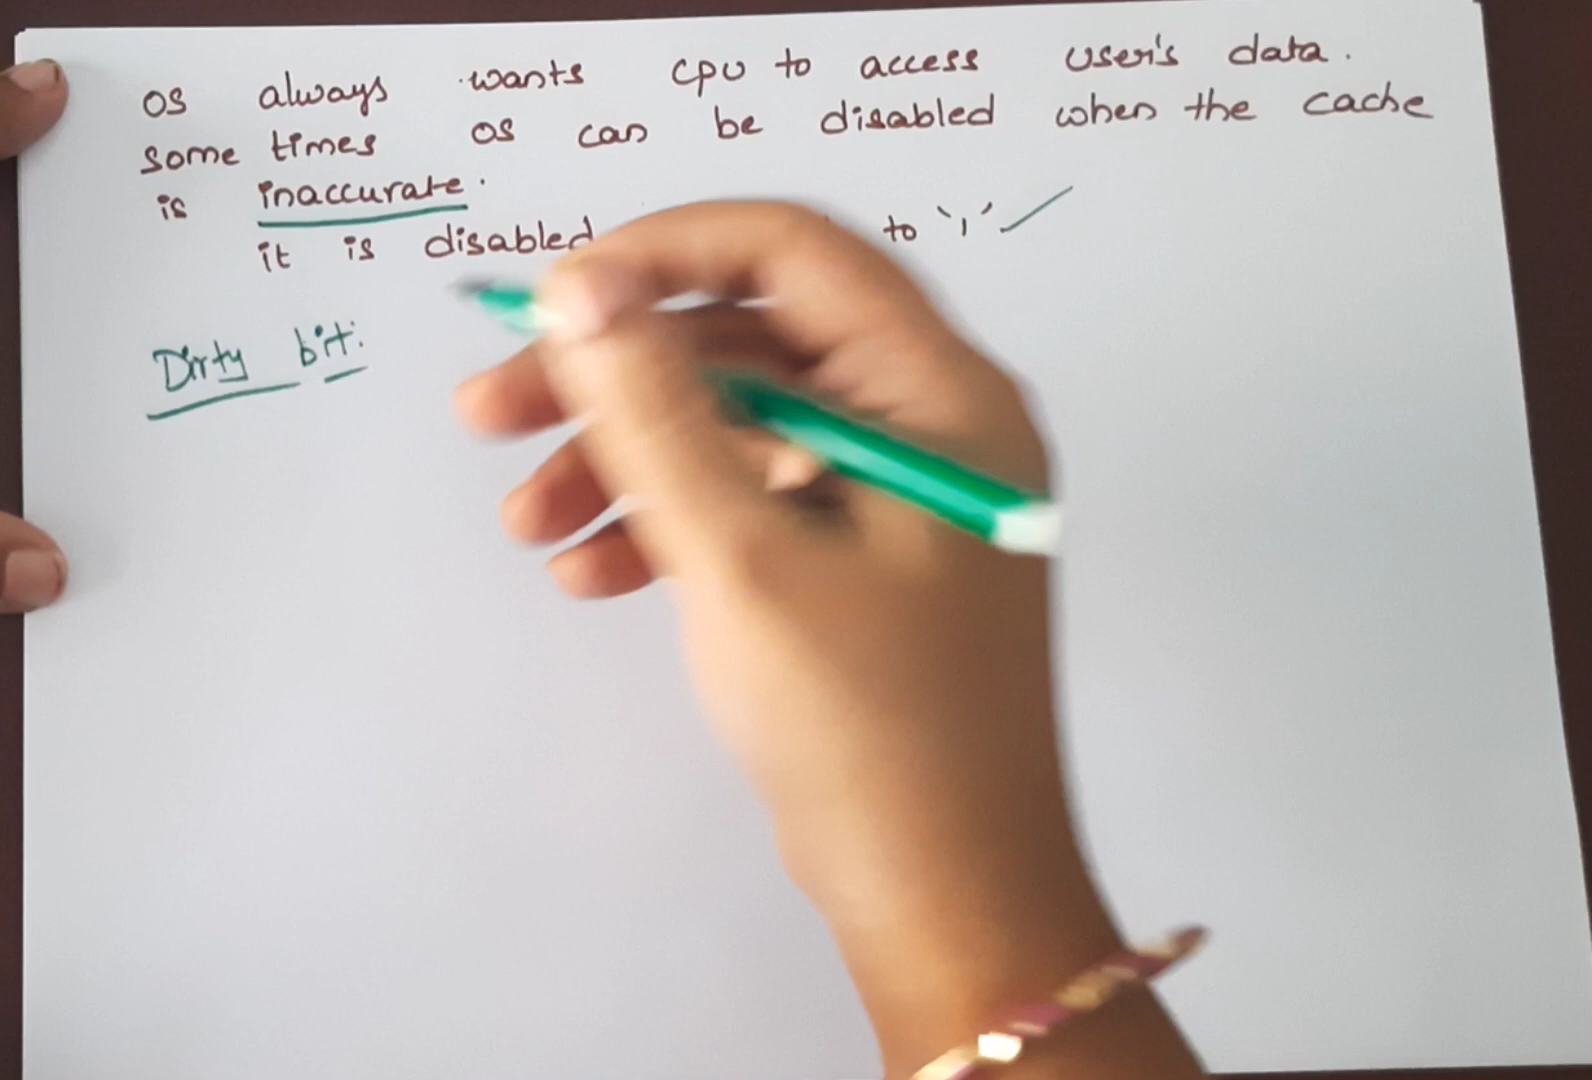 OS always wants CPU to access user's data.
some times OS can be disabled when the cache
is inaccurate.
it is disabled to '1'
Dirty bit: